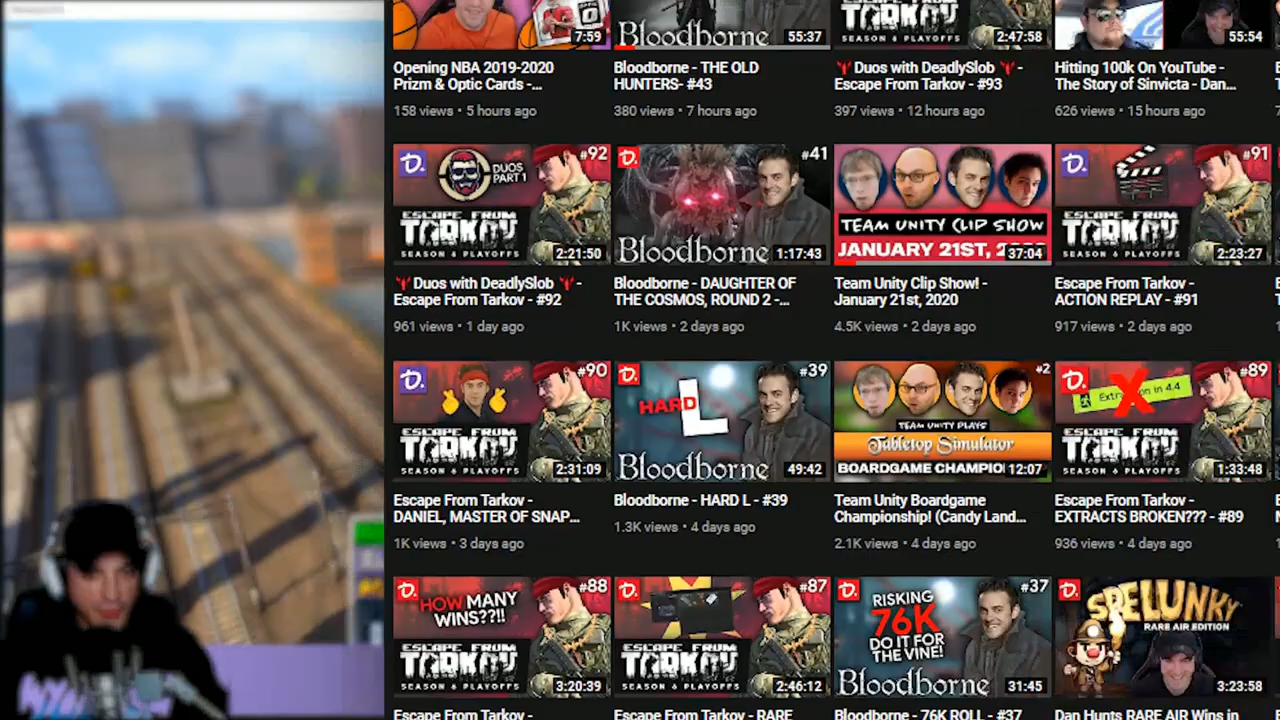 7:59
Bloodborne
55:37
TARKOV
SEASON 6 PLAYOFFS
2:47:58
55:54
Opening NBA 2019-2020
Prizm & Optic Cards -...
158 views • 5 hours ago
Bloodborne - THE OLD
HUNTERS- #43
380 views • 7 hours ago
Duos with DeadlySlob -
Escape From Tarkov - #93
397 views • 12 hours ago
Hitting 100k On YouTube -
The Story of Sinvicta - Dan...
626 views • 15 hours ago
D.
DUOS
PART 1
#92
ESCAPE FROM
TARKOV
SEASON 6 PLAYOFFS
2:21:50
D.
#41
Bloodborne
1:17:43
TEAM UNITY CLIP SHOW
JANUARY 21ST, 2
37:04
D.
#91
ESCAPE FROM
TARKOV
SEASON 6 PLAYOFFS
2:23:27
Duos with DeadlySlob -
Escape From Tarkov - #92
961 views • 1 day ago
Bloodborne - DAUGHTER OF
THE COSMOS, ROUND 2 -...
1K views • 2 days ago
Team Unity Clip Show! -
January 21st, 2020
4.5K views • 2 days ago
Escape From Tarkov -
ACTION REPLAY - #91
917 views • 2 days ago
D.
#90
ESCAPE FROM
TARKOV
SEASON 6 PLAYOFFS
2:31:09
D.
#39
HARD L
Bloodborne
49:42
#2
TEAM UNITY PLAYS
Tabletop Simulator
BOARDGAME CHAMPIO
12:07
D.
#89
in 4.4
X
ESCAPE FROM
TARKOV
SEASON 6 PLAYOFFS
1:33:48
Escape From Tarkov -
DANIEL, MASTER OF SNAP...
1K views • 3 days ago
Bloodborne - HARD L - #39
1.3K views • 4 days ago
Team Unity Boardgame
Championship! (Candy Land...
2.1K views • 4 days ago
Escape From Tarkov -
EXTRACTS BROKEN??? - #89
936 views • 4 days ago
D.
#88
HOW MANY
WINS??!!
ESCAPE FROM
TARKOV
SEASON 6 PLAYOFFS
3:20:39
D.
#87
ESCAPE FROM
TARKOV
SEASON 6 PLAYOFFS
2:46:12
D.
#37
RISKING
76K
DO IT FOR
THE VINE!
Bloodborne
31:45
SPELUNKY
RARE AIR EDITION
3:23:58
Escape From Tarkov -
Escape From Tarkov - RARE
Bloodborne - 76K ROLL - #37
Dan Hunts RARE AIR Wins in